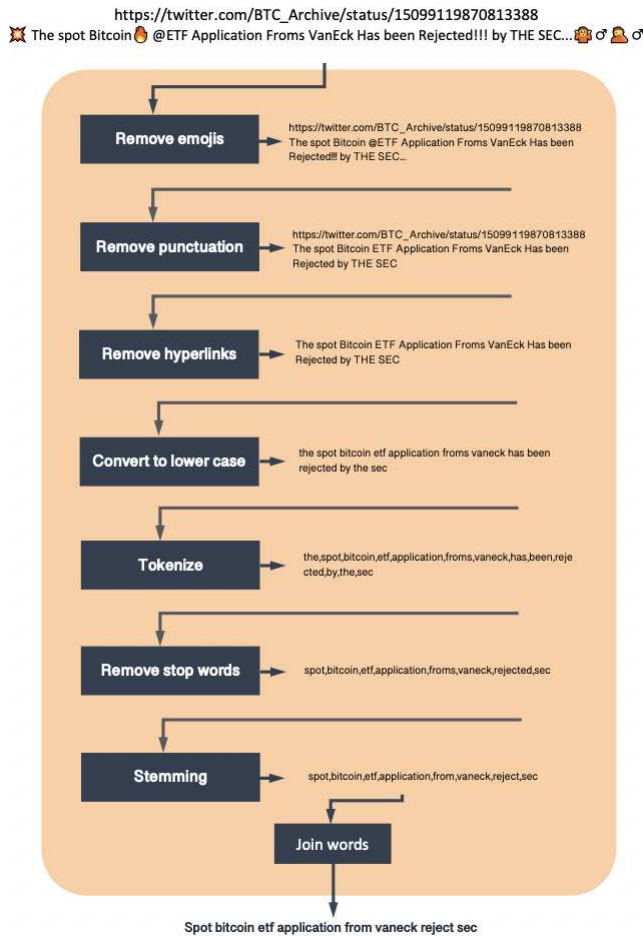 https://twitter.com/BTC_Archive/status/15099119870813388
💥 The spot Bitcoin🔥 @ETF Application Froms VanEck Has been Rejected!!! by THE SEC...🤷♂🤦♂
Remove emojis
https://twitter.com/BTC_Archive/status/15099119870813388
The spot Bitcoin @ETF Application Froms VanEck Has been
Rejected!!! by THE SEC...
Remove punctuation
https://twitter.com/BTC_Archive/status/15099119870813388
The spot Bitcoin ETF Application Froms VanEck Has been
Rejected by THE SEC
Remove hyperlinks
The spot Bitcoin ETF Application Froms VanEck Has been
Rejected by THE SEC
Convert to lower case
the spot bitcoin etf application froms vaneck has been
rejected by the sec
Tokenize
the,spot,bitcoin,etf,application,froms,vaneck,has,been,reje
cted,by,the,sec
Remove stop words
spot,bitcoin,etf,application,froms,vaneck,rejected,sec
Stemming
spot,bitcoin,etf,application,from,vaneck,reject,sec
Join words
Spot bitcoin etf application from vaneck reject sec